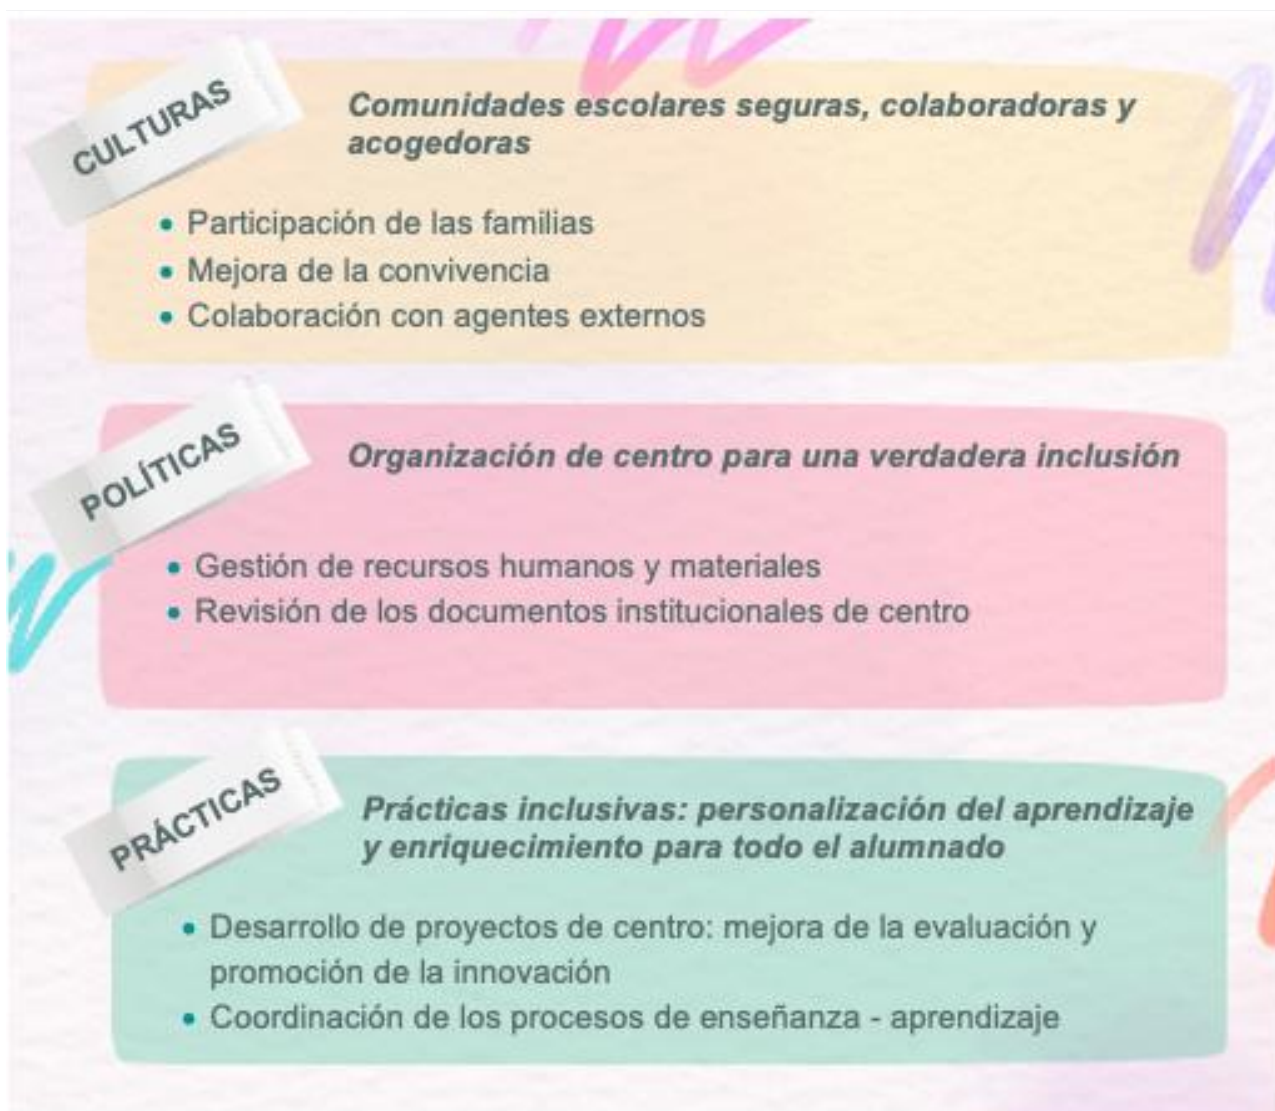 CULTURAS
Comunidades escolares seguras, colaboradoras y
acogedoras
• Participación de las familias
• Mejora de la convivencia
• Colaboración con agentes externos
POLÍTICAS
Organización de centro para una verdadera inclusión
• Gestión de recursos humanos y materiales
• Revisión de los documentos institucionales de centro
PRÁCTICAS
Prácticas inclusivas: personalización del aprendizaje
y enriquecimiento para todo el alumnado
• Desarrollo de proyectos de centro: mejora de la evaluación y
promoción de la innovación
• Coordinación de los procesos de enseñanza - aprendizaje